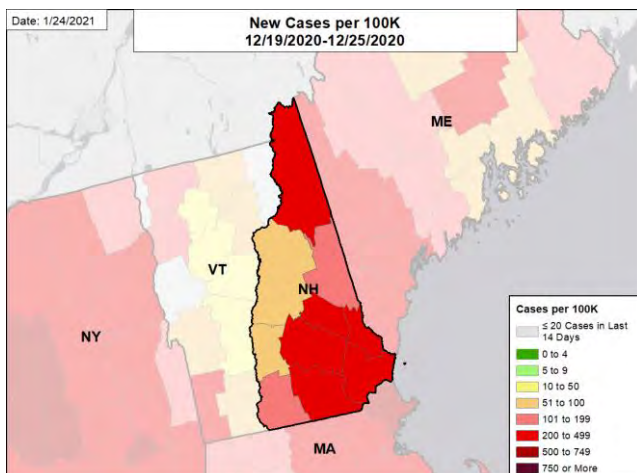 Date: 1/24/2021
New Cases per 100K
12/19/2020-12/25/2020
ME
VT
NH
NY
MA
Cases per 100K
≤ 20 Cases in Last
14 Days
0 to 4
5 to 9
10 to 50
51 to 100
101 to 199
200 to 499
500 to 749
750 or More